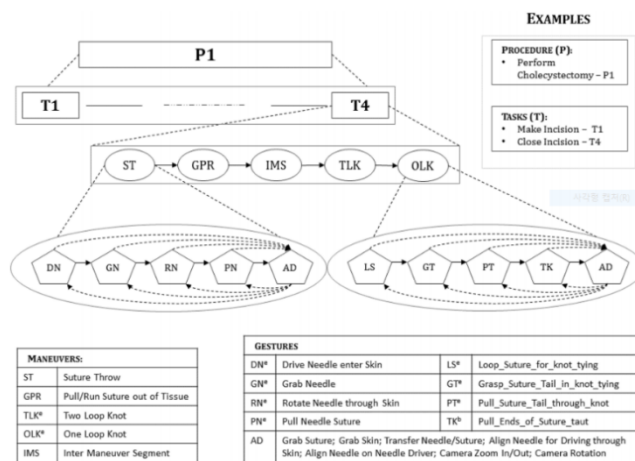 EXAMPLES
P1
PROCEDURE (P):
• Perform
Cholecystectomy – P1
T1
T4
TASKS (T):
• Make Incision – T1
• Close Incision – T4
ST
GPR
IMS
TLK
OLK
DN
GN
RN
PN
AD
LS
GT
PT
TK
AD
MANEUVERS:
ST Suture Throw
GPR Pull/Run Suture out of Tissue
TLK* Two Loop Knot
OLK* One Loop Knot
IMS Inter Maneuver Segment
GESTURES
DN* Drive Needle enter Skin LS* Loop_Suture_for_knot_tying
GN* Grab Needle GT* Grasp_Suture_Tail_in_knot_tying
RN* Rotate Needle through Skin PT* Pull_Suture_Tail_through_knot
PN* Pull Needle Suture TKᵇ Pull_Ends_of_Suture_taut
AD Grab Suture; Grab Skin; Transfer Needle/Suture; Align Needle for Driving through
Skin; Align Needle on Needle Driver; Camera Zoom In/Out; Camera Rotation